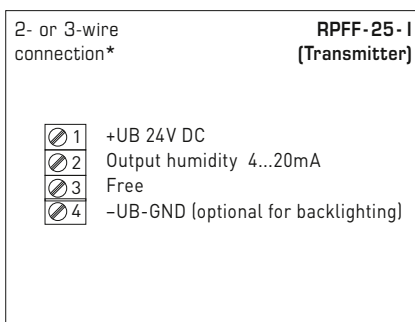 2- or 3-wire RPFF-25-I
connection* (Transmitter)
1 +UB 24V DC
2 Output humidity 4...20mA
3 Free
4 –UB-GND (optional for backlighting)